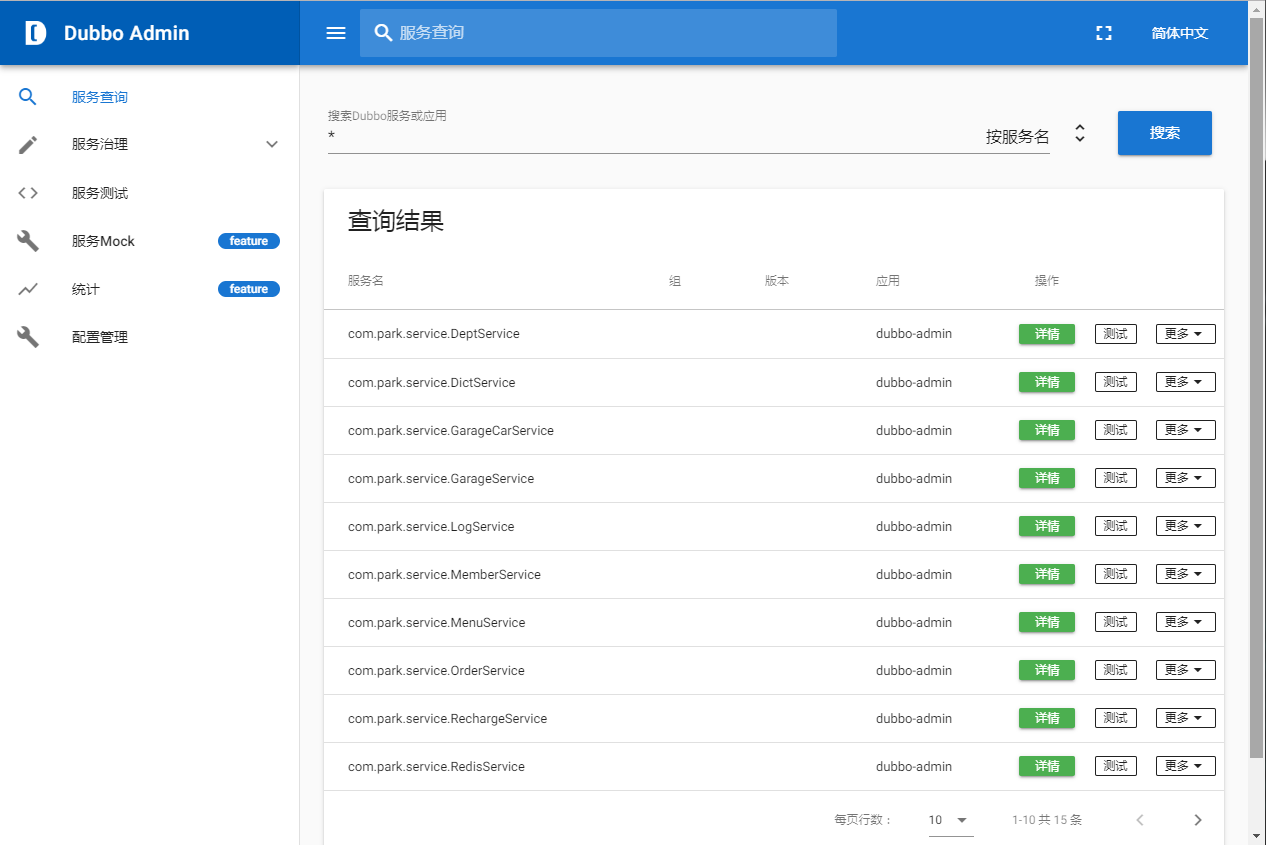 Dubbo Admin
服务查询
简体中文
服务查询
服务治理
服务测试
服务Mock feature
统计 feature
配置管理
搜索Dubbo服务或应用
* 按服务名 搜索
查询结果
服务名 组 版本 应用 操作
com.park.service.DeptService dubbo-admin 详情 测试 更多
com.park.service.DictService dubbo-admin 详情 测试 更多
com.park.service.GarageCarService dubbo-admin 详情 测试 更多
com.park.service.GarageService dubbo-admin 详情 测试 更多
com.park.service.LogService dubbo-admin 详情 测试 更多
com.park.service.MemberService dubbo-admin 详情 测试 更多
com.park.service.MenuService dubbo-admin 详情 测试 更多
com.park.service.OrderService dubbo-admin 详情 测试 更多
com.park.service.RechargeService dubbo-admin 详情 测试 更多
com.park.service.RedisService dubbo-admin 详情 测试 更多
每页行数： 10 1-10 共 15 条